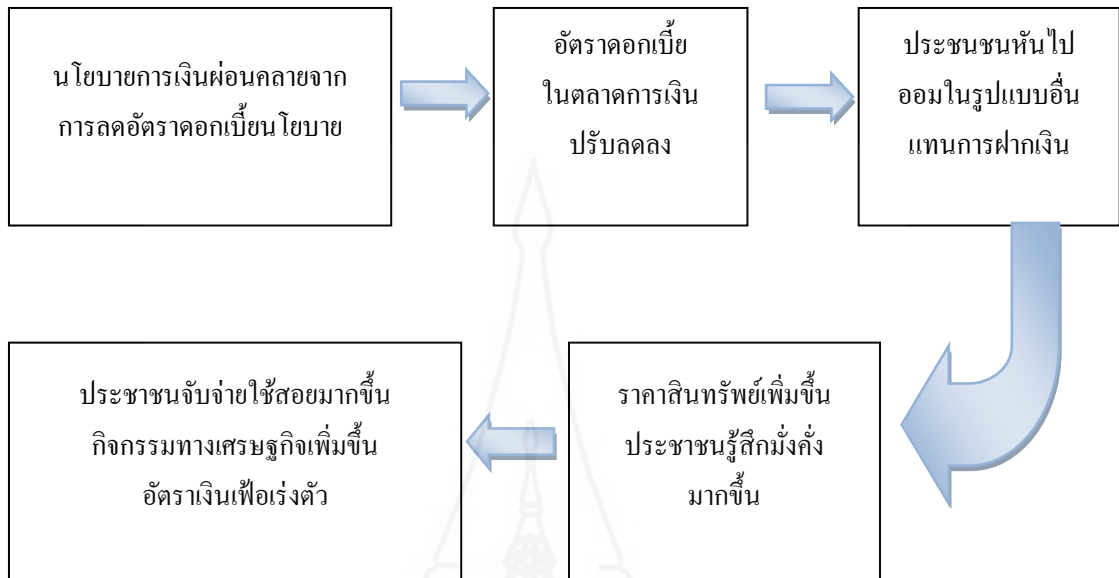 นโยบายการเงินผ่อนคลายจาก
การลดอัตราดอกเบี้ยนโยบาย
อัตราดอกเบี้ย
ในตลาดการเงิน
ปรับลดลง
ประชนชนหันไป
ออมในรูปแบบอื่น
แทนการฝากเงิน
ราคาสินทรัพย์เพิ่มขึ้น
ประชาชนรู้สึกมั่งคั่ง
มากขึ้น
ประชาชนจับจ่ายใช้สอยมากขึ้น
กิจกรรมทางเศรษฐกิจเพิ่มขึ้น
อัตราเงินเฟ้อเร่งตัว